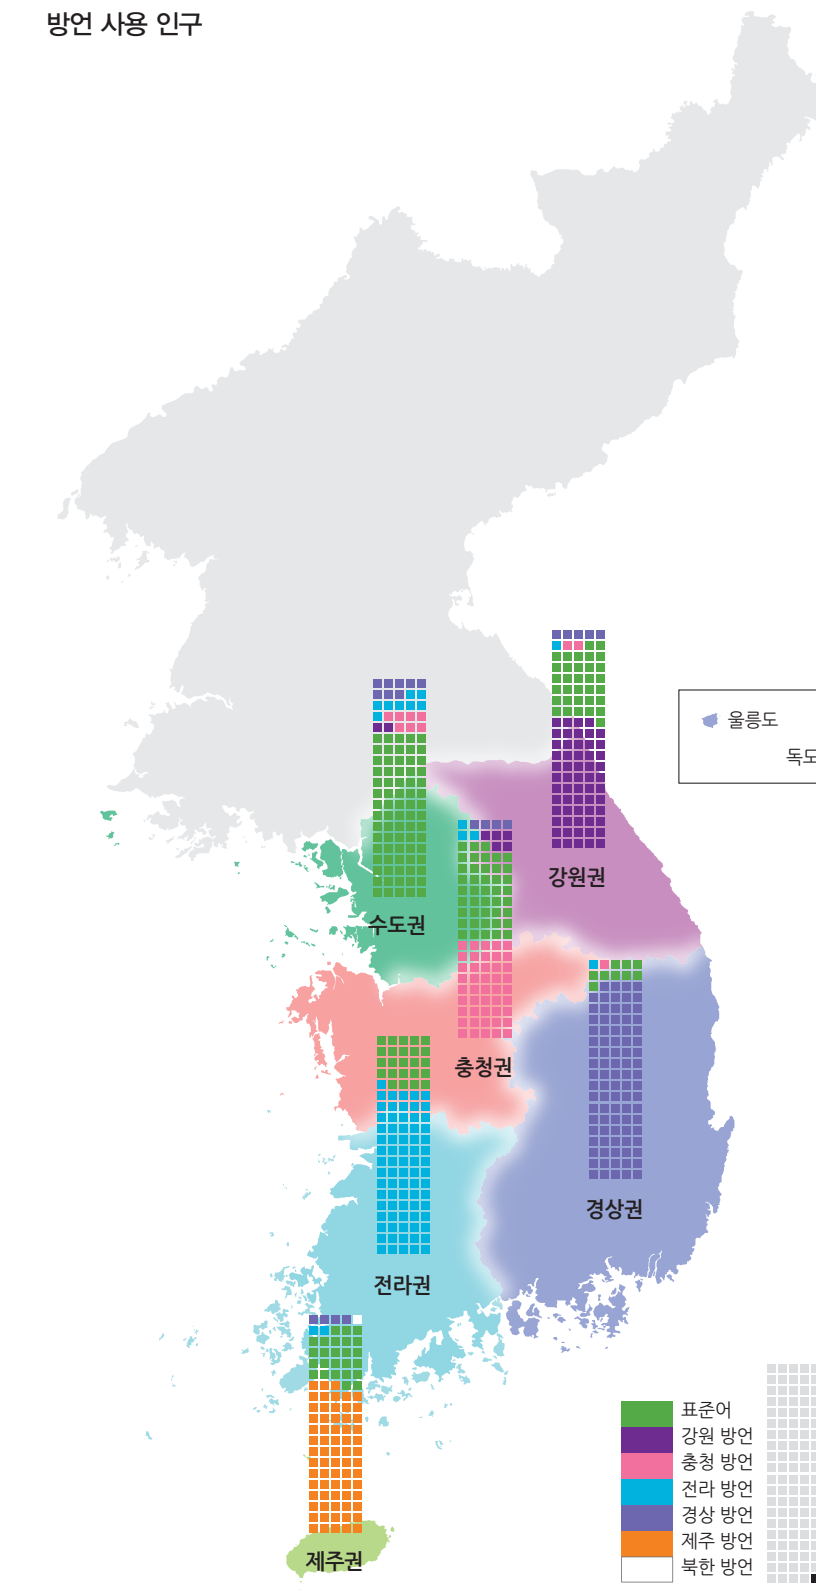 방언 사용 인구
울릉도
독도
강원권
수도권
충청권
경상권
전라권
제주권
표준어
강원 방언
충청 방언
전라 방언
경상 방언
제주 방언
북한 방언